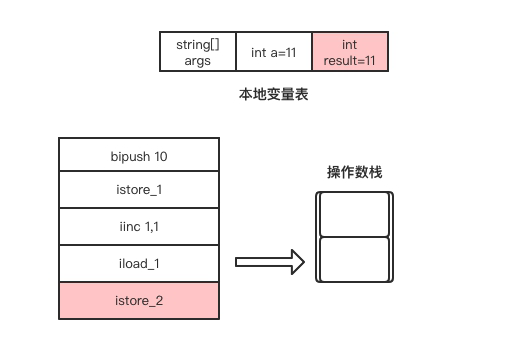 string[]
args
int a=11
int
result=11
本地变量表
bipush 10
istore_1
iinc 1,1
iload_1
istore_2
操作数栈